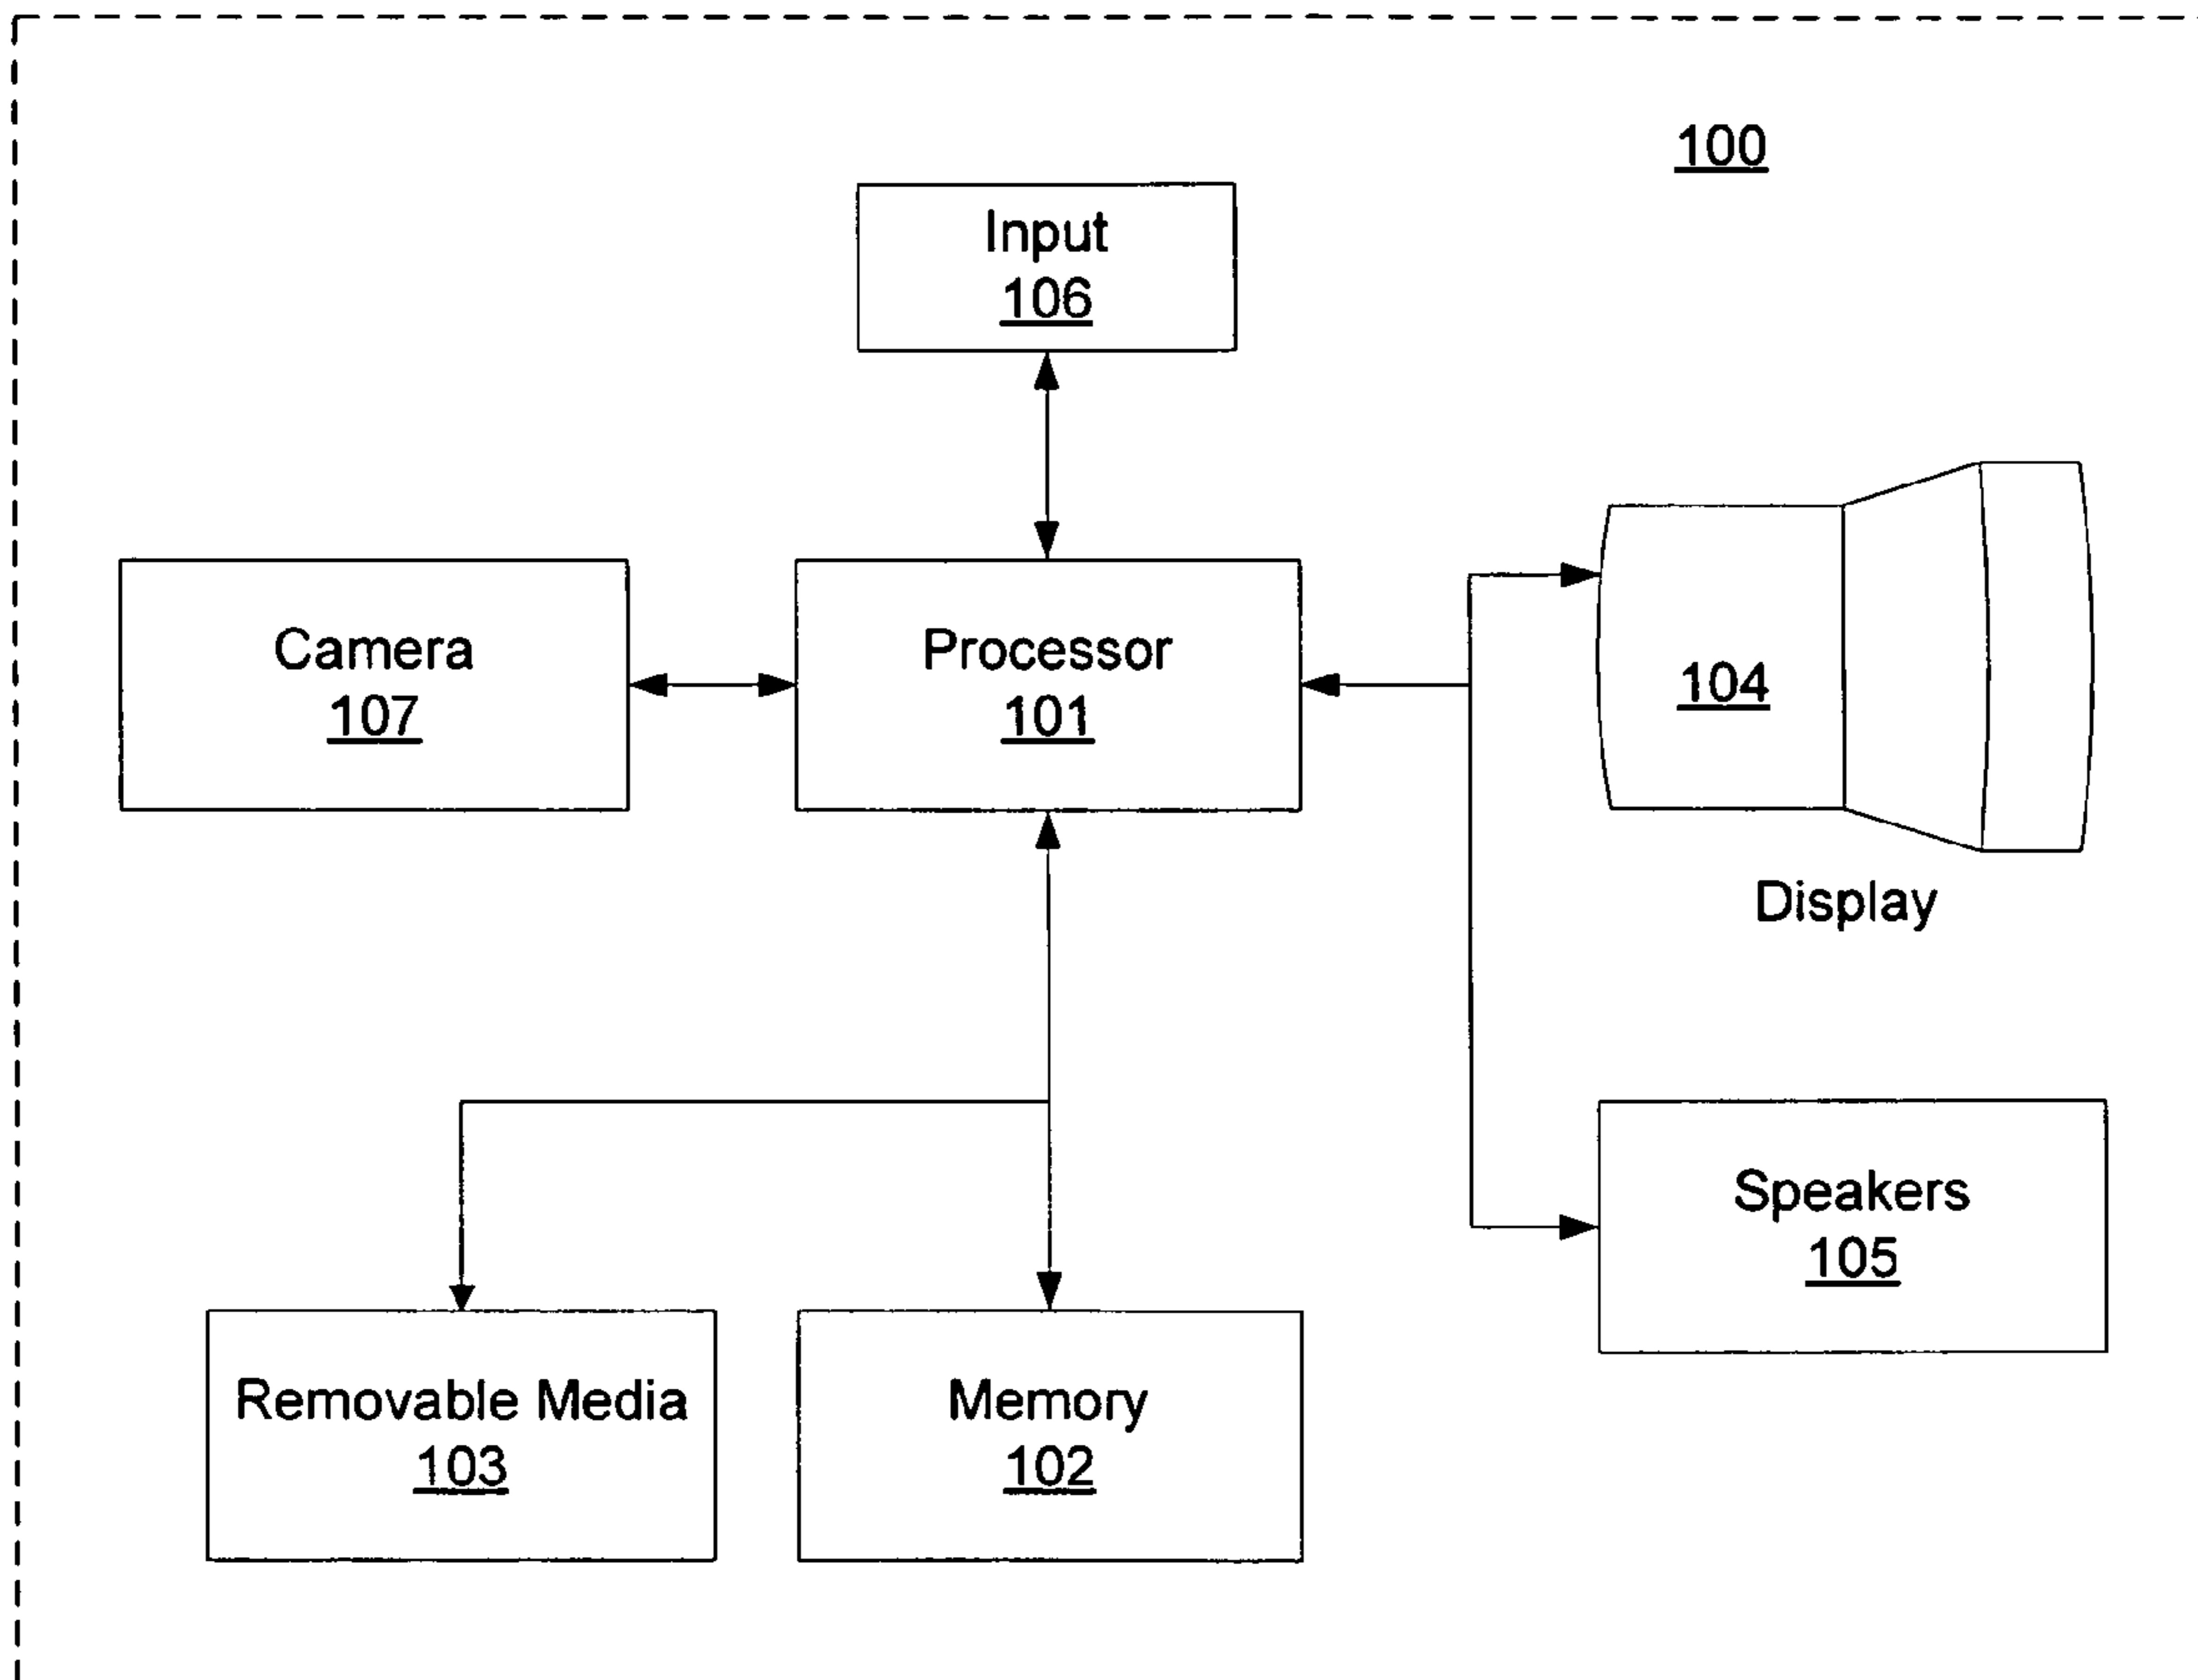 100
Input
106
Camera
107
Processor
101
104
Display
Speakers
105
Removable Media
103
Memory
102